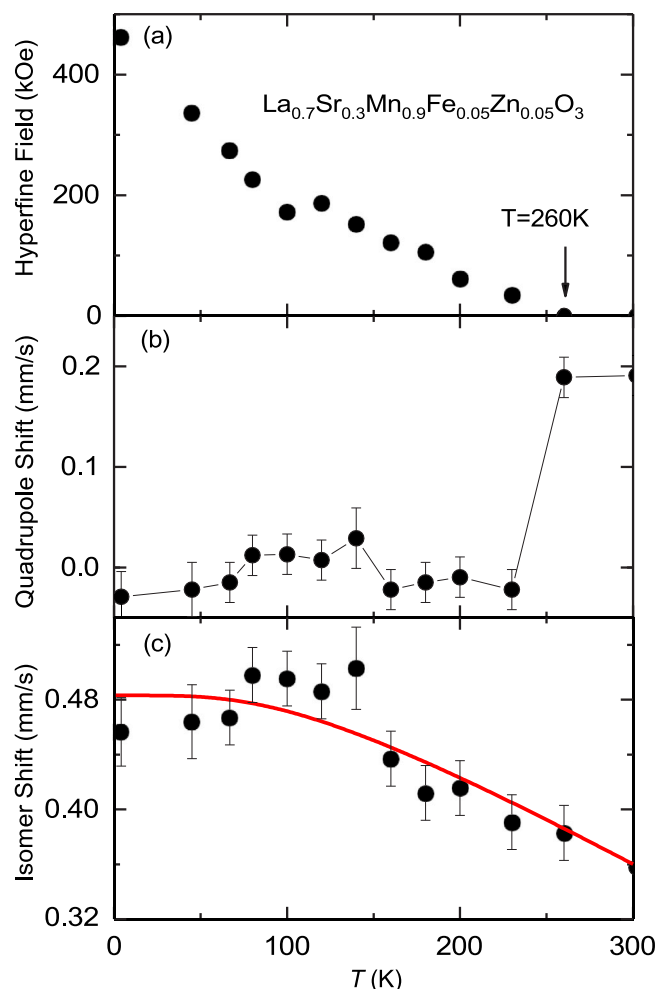 (a)
400
200
0
Hyperfine Field (kOe)
La0.7Sr0.3Mn0.9Fe0.05Zn0.05O3
T=260K
(b)
0.2
0.1
0.0
Quadrupole Shift (mm/s)
(c)
0.48
0.40
0.32
Isomer Shift (mm/s)
0 100 200 300
T (K)